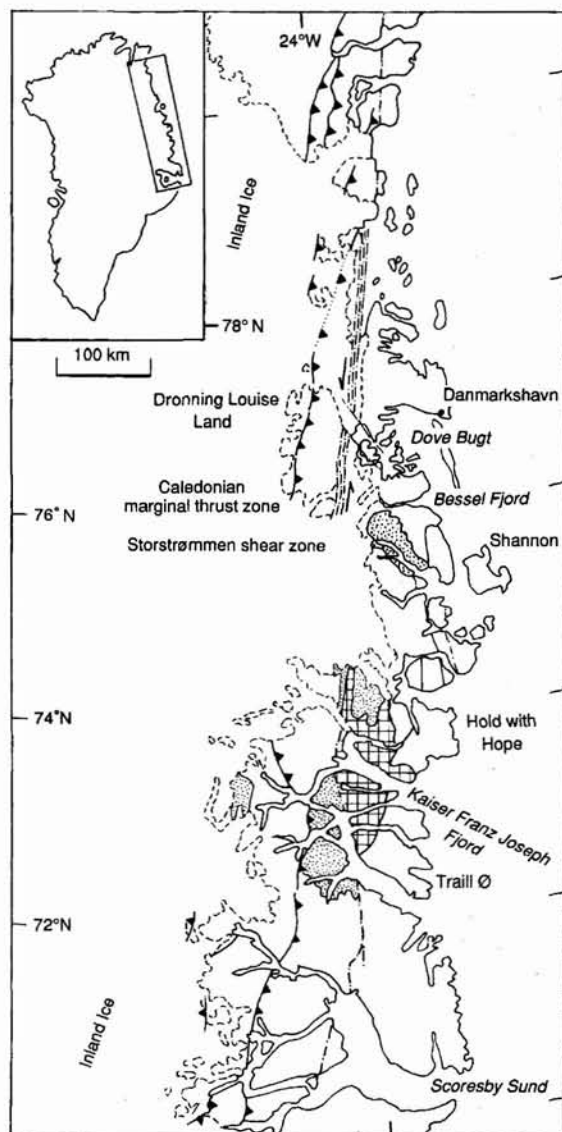 24°W
Inland Ice
78° N
100 km
Dronning Louise
Land
Danmarkshavn
Dove Bugt
Caledonian
marginal thrust zone
Bessel Fjord
76° N
Storstrømmen shear zone
Shannon
74° N
Hold with
Hope
Kaiser Franz Joseph
Fjord
Traill Ø
72° N
Inland Ice
Scoresby Sund